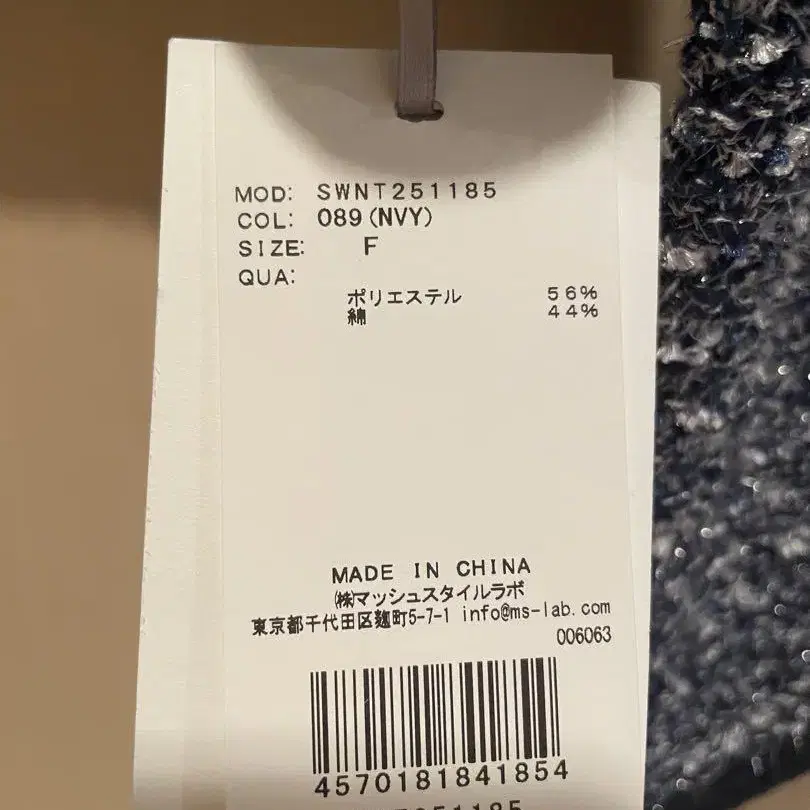 MOD: SWNT251185
COL: 089(NVY)
SIZE: F
QUA:
ポリエステル 56%
綿 44%
MADE IN CHINA
㈱マッシュスタイルラボ
東京都千代田区麹町5-7-1 info@ms-lab.com
006063
4570181841854